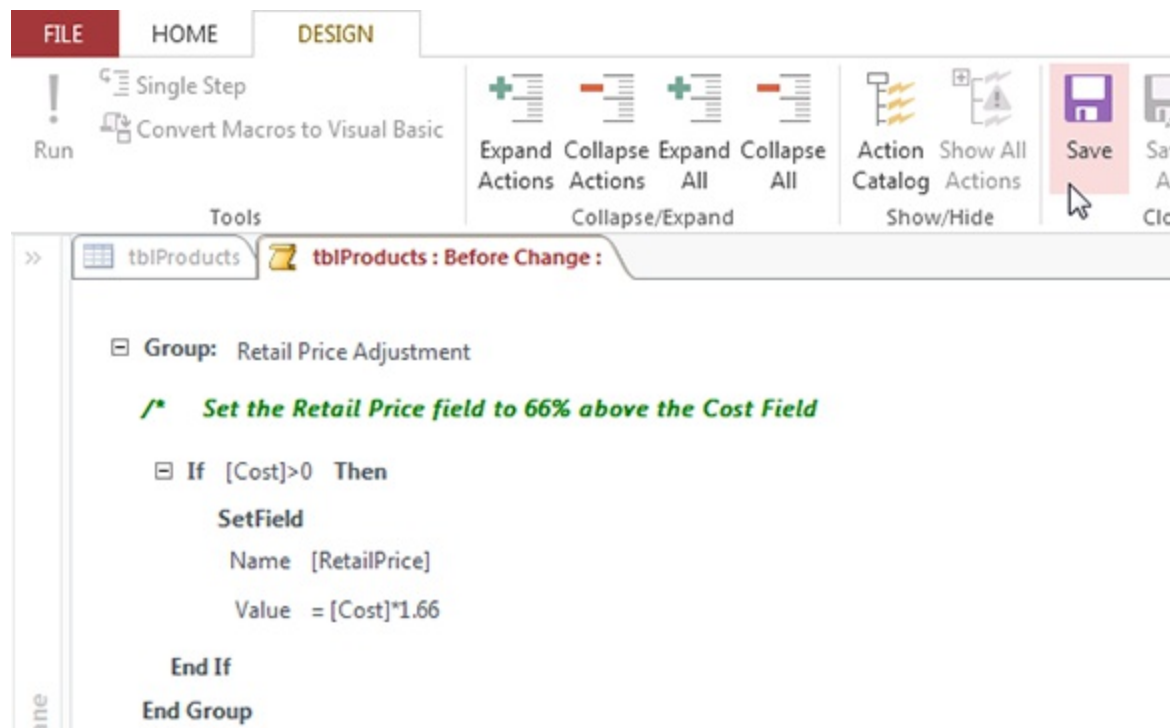 FILE HOME DESIGN
Run
Single Step
Convert Macros to Visual Basic
Tools
Expand Actions
Collapse Actions
Expand All
Collapse All
Collapse/Expand
Action Catalog
Show All Actions
Show/Hide
Save
tblProducts
tblProducts : Before Change :
Group: Retail Price Adjustment
/* Set the Retail Price field to 66% above the Cost Field
If [Cost]>0 Then
SetField
Name [RetailPrice]
Value = [Cost]*1.66
End If
End Group